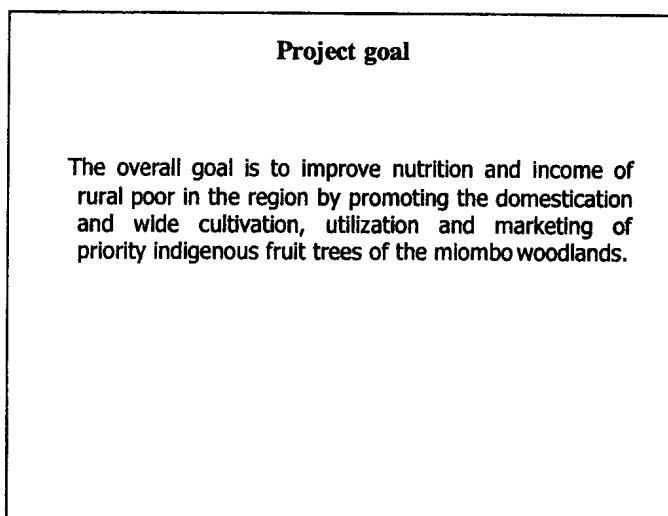 Project goal
The overall goal is to improve nutrition and income of
rural poor in the region by promoting the domestication
and wide cultivation, utilization and marketing of
priority indigenous fruit trees of the miombo woodlands.